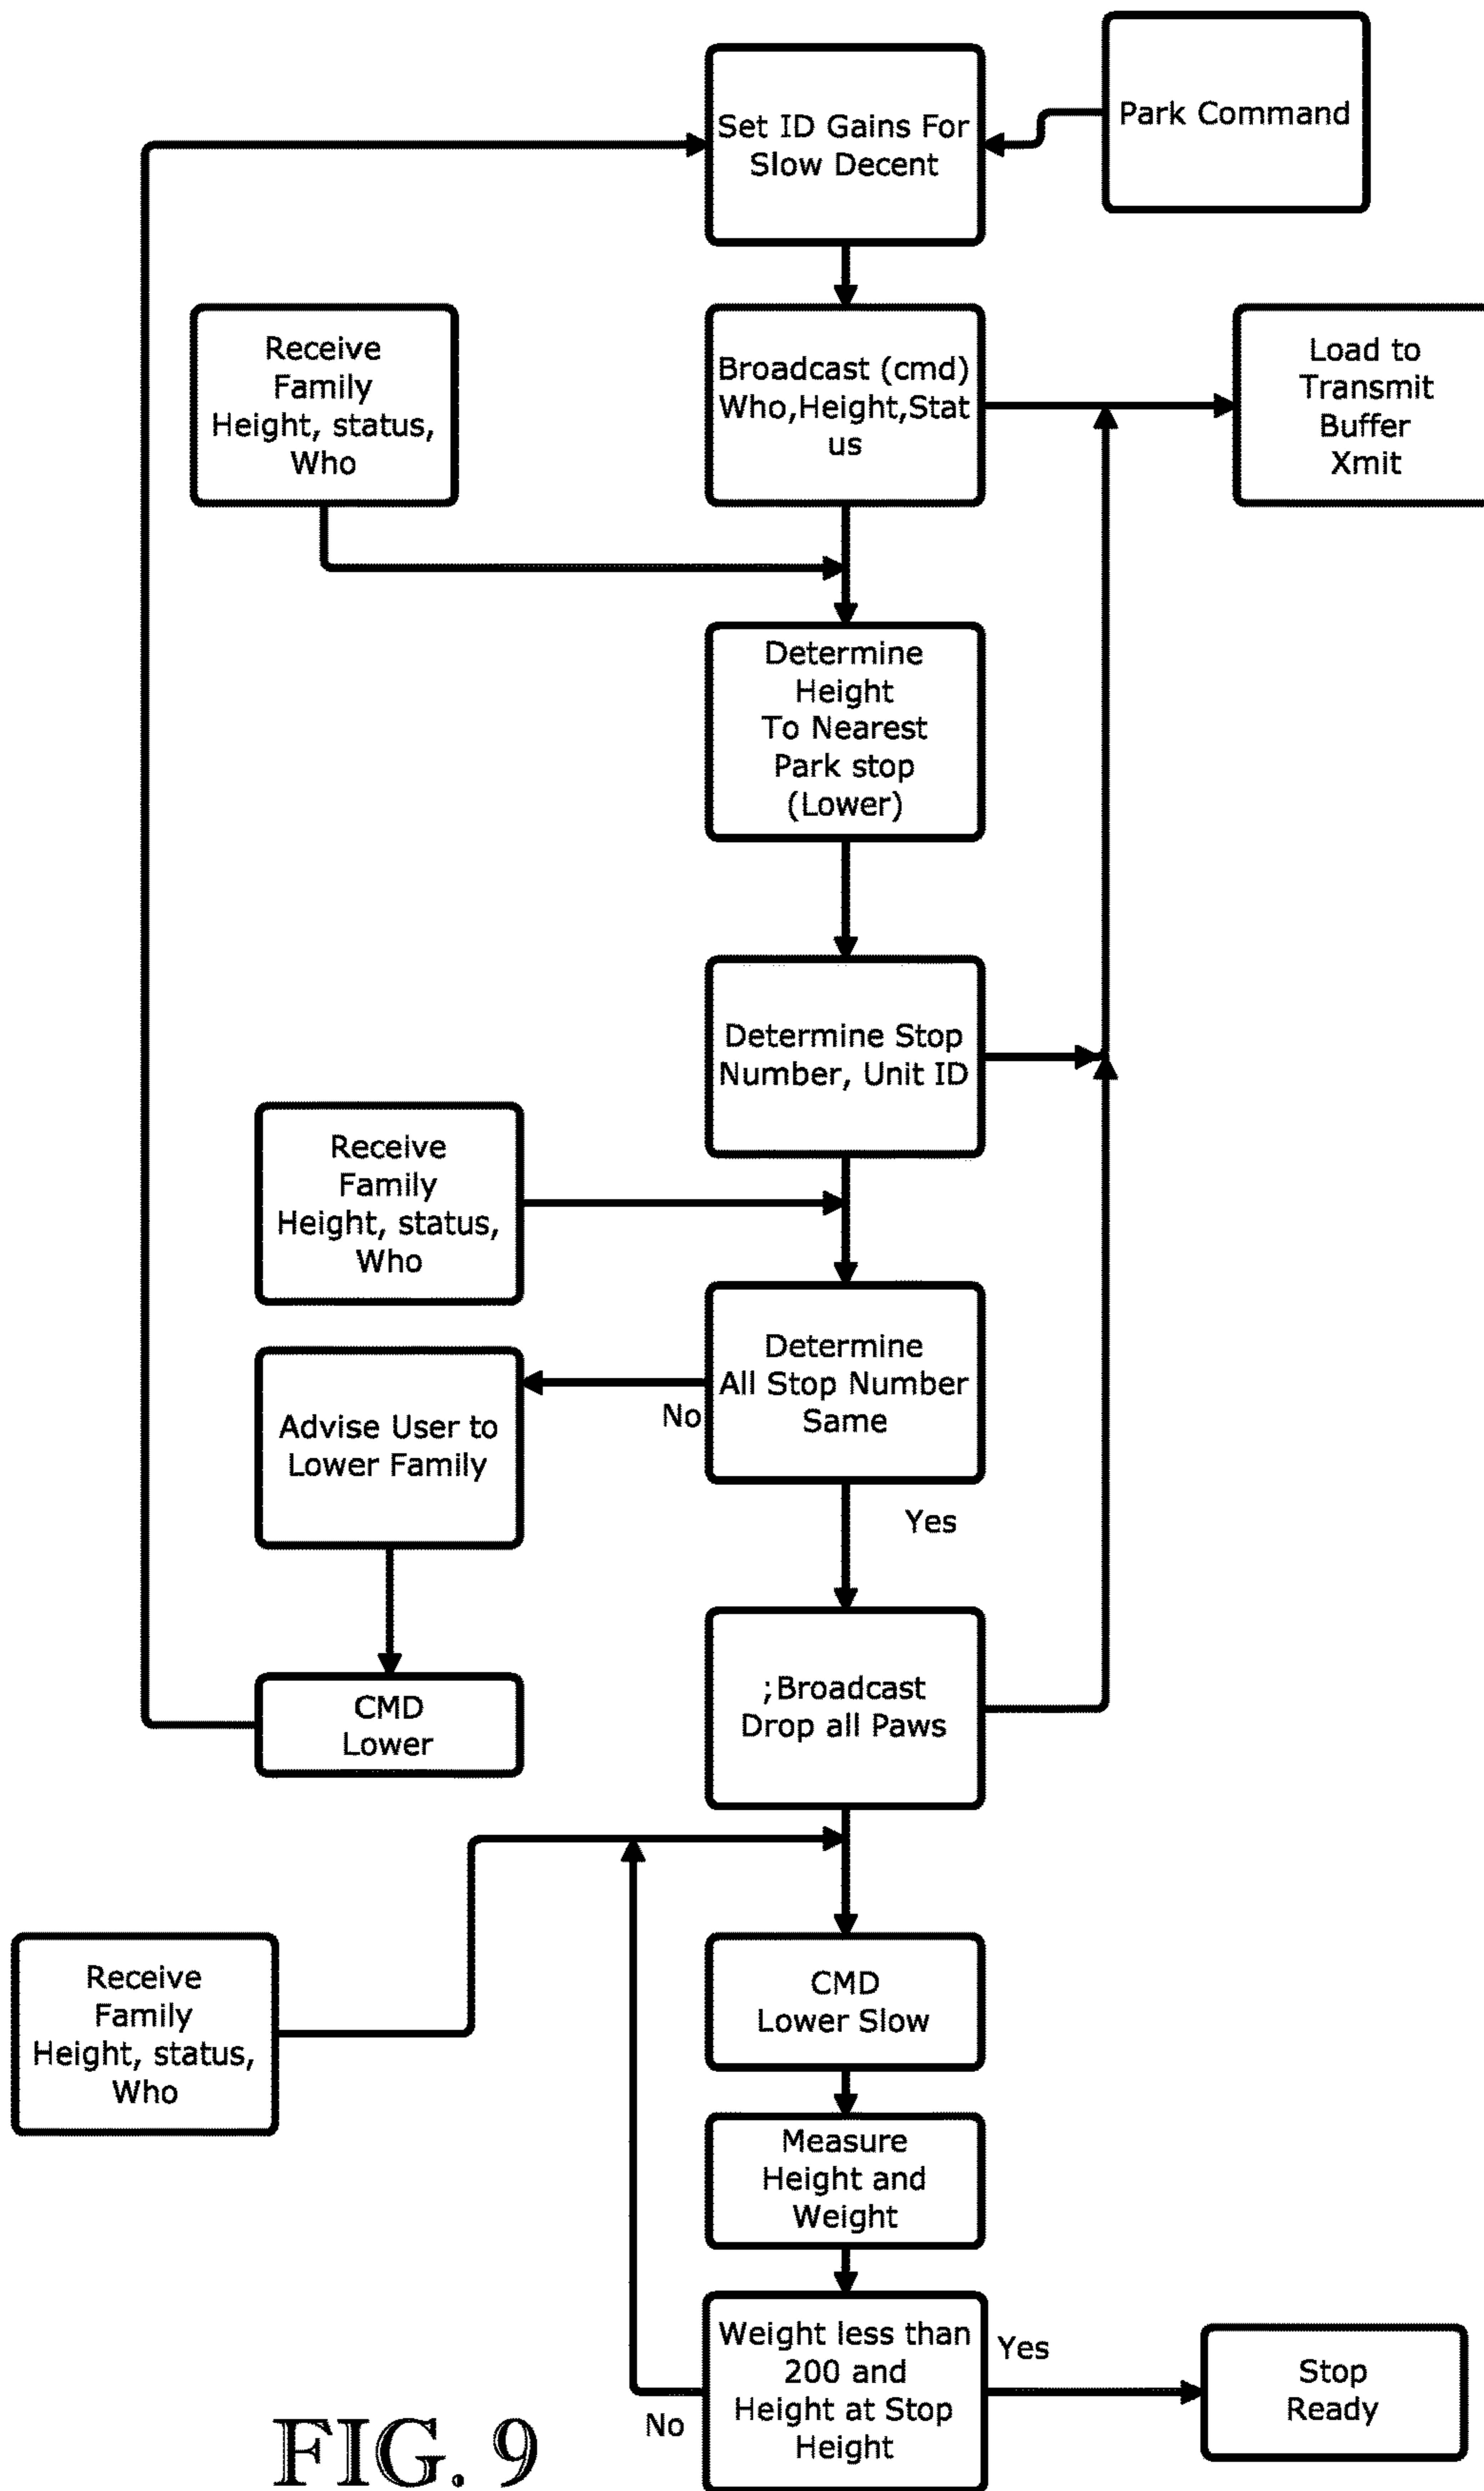 Park Command
Set ID Gains For
Slow Decent
Receive
Family
Height, status,
Who
Broadcast (cmd)
Who,Height,Stat
us
Load to
Transmit
Buffer
Xmit
Determine
Height
To Nearest
Park stop
(Lower)
Determine Stop
Number, Unit ID
Receive
Family
Height, status,
Who
Determine
All Stop Number
Same
No
Advise User to
Lower Family
Yes
CMD
Lower
;Broadcast
Drop all Paws
Receive
Family
Height, status,
Who
CMD
Lower Slow
Measure
Height and
Weight
Weight less than
200 and
Height at Stop
Height
Yes
No
Stop
Ready
FIG. 9